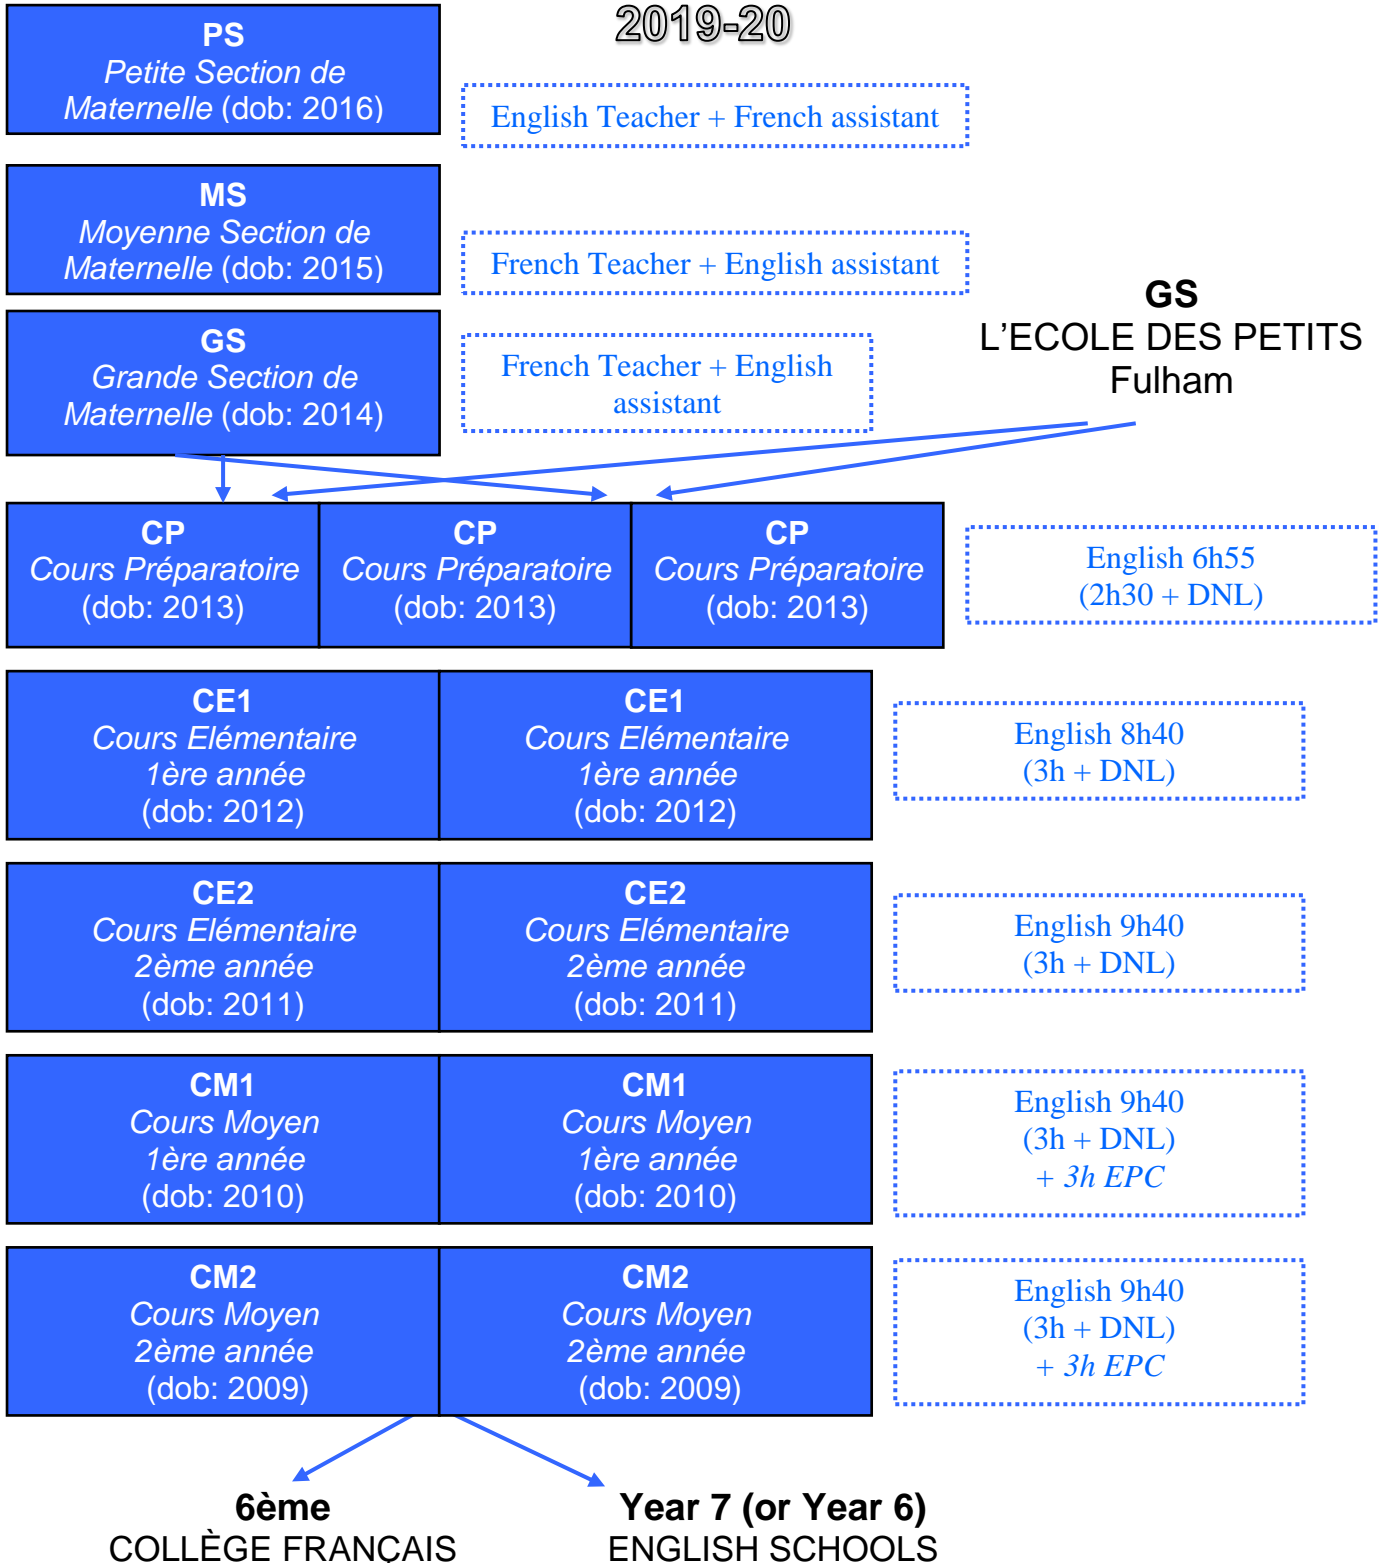 2019-20
PS
Petite Section de
Maternelle (dob: 2016)
English Teacher + French assistant
MS
Moyenne Section de
Maternelle (dob: 2015)
French Teacher + English assistant
GS
Grande Section de
Maternelle (dob: 2014)
French Teacher + English
assistant
GS
L'ECOLE DES PETITS
Fulham
CP
Cours Préparatoire
(dob: 2013)
CP
Cours Préparatoire
(dob: 2013)
CP
Cours Préparatoire
(dob: 2013)
English 6h55
(2h30 + DNL)
CE1
Cours Elémentaire
1ère année
(dob: 2012)
CE1
Cours Elémentaire
1ère année
(dob: 2012)
English 8h40
(3h + DNL)
CE2
Cours Elémentaire
2ème année
(dob: 2011)
CE2
Cours Elémentaire
2ème année
(dob: 2011)
English 9h40
(3h + DNL)
CM1
Cours Moyen
1ère année
(dob: 2010)
CM1
Cours Moyen
1ère année
(dob: 2010)
English 9h40
(3h + DNL)
+ 3h EPC
CM2
Cours Moyen
2ème année
(dob: 2009)
CM2
Cours Moyen
2ème année
(dob: 2009)
English 9h40
(3h + DNL)
+ 3h EPC
6ème
COLLÈGE FRANÇAIS
Year 7 (or Year 6)
ENGLISH SCHOOLS